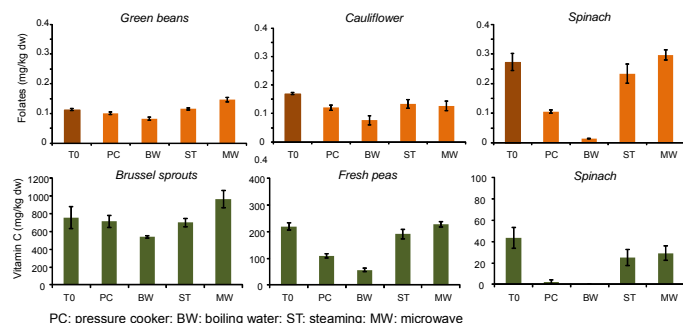 Green beans
Cauliflower
Spinach
Folates (mg/kg dw)
0.4
0.3
0.2
0.1
0
T0 PC BW ST MW
0.4
0.3
0.2
0.1
0
T0 PC BW ST MW
0.4
0.4
0.3
0.2
0.1
0
T0 PC BW ST MW
Brussel sprouts
Fresh peas
Spinach
Vitamin C (mg/kg dw)
1200
1000
800
600
400
200
0
T0 PC BW ST MW
400
300
200
100
0
T0 PC BW ST MW
100
80
60
40
20
0
T0 PC BW ST MW
PC: pressure cooker; BW: boiling water; ST: steaming; MW: microwave